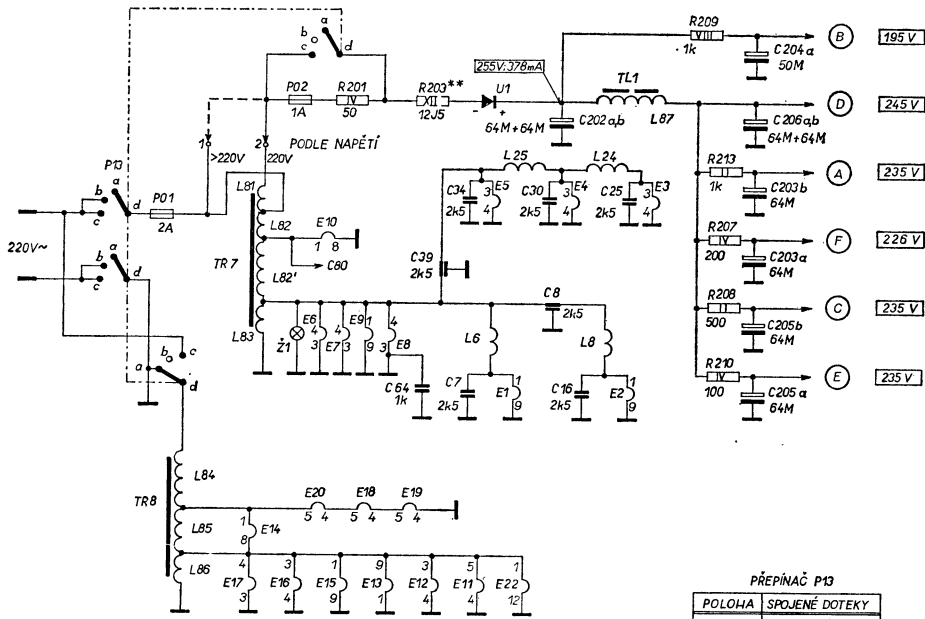 R209
VIII
1k
B
195 V
C204a
50M
255V; 378mA
TL1
L87
D
245 V
C206a,b
64M+64M
P02
1A
R201
IV
50
R203**
XII
12J5
U1
- +
64M+64M
C202a,b
a
b
c
d
1
>220V
2
220V
PODLE NAPĚTÍ
P13
a
b
c
d
P01
2A
220V~
a
b
c
d
L81
L82
L82'
L83
TR7
E10
1 8
C80
L25
L24
C34
2k5
E5
3
4
C30
2k5
E4
3
4
C25
2k5
E3
3
4
R213
1k
A
235 V
C203b
64M
R207
IV
200
F
226 V
C203a
64M
R208
500
C
235 V
C205b
64M
R210
IV
100
E
235 V
C205a
64M
C39
2k5
Ž1
E6
4
3
E7
4
3
E9
1
9
E8
4
3
C64
1k
L6
C8
2k5
L8
C7
2k5
E1
1
9
C16
2k5
E2
1
9
a
b
c
d
TR8
L84
L85
L86
E20
5 4
E18
5 4
E19
5 4
E14
1
8
E17
4
3
E16
3
4
E15
1
9
E13
9
1
E12
3
4
E11
5
4
E22
1
12
PŘEPÍNAČ P13
POLOHA SPOJENÉ DOTEKY